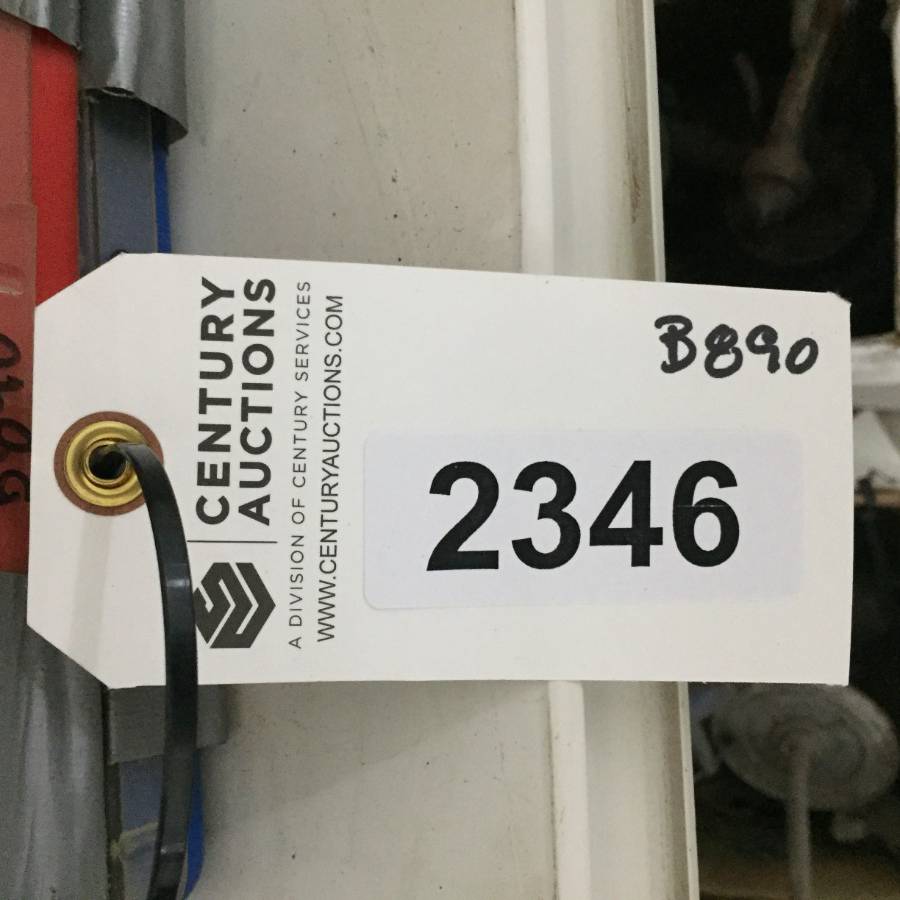 CENTURY
AUCTIONS
A DIVISION OF CENTURY SERVICES
WWW.CENTURYAUCTIONS.COM
B890
2346